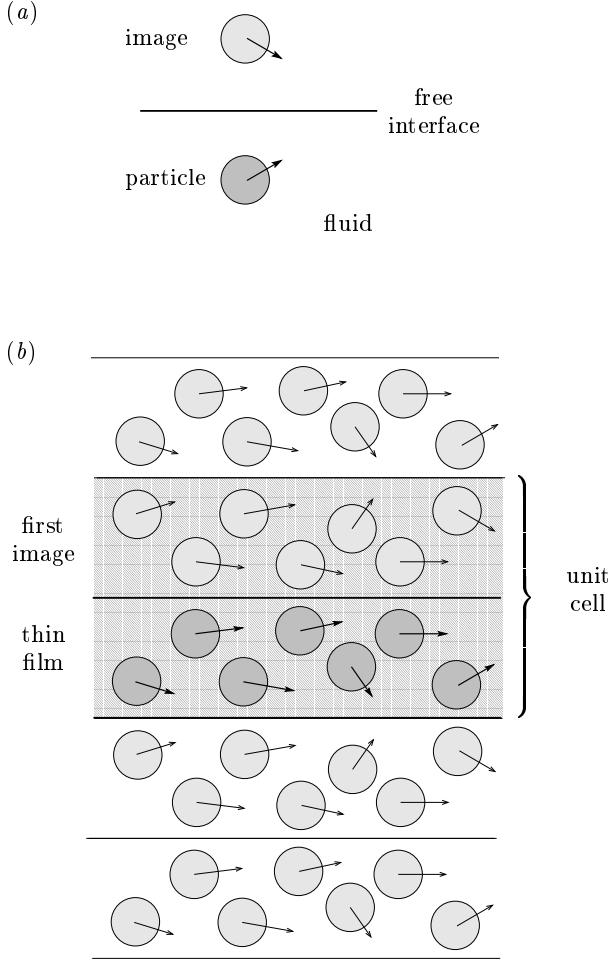 (a)
image
free
interface
particle
fluid
(b)
first
image
unit
cell
thin
film